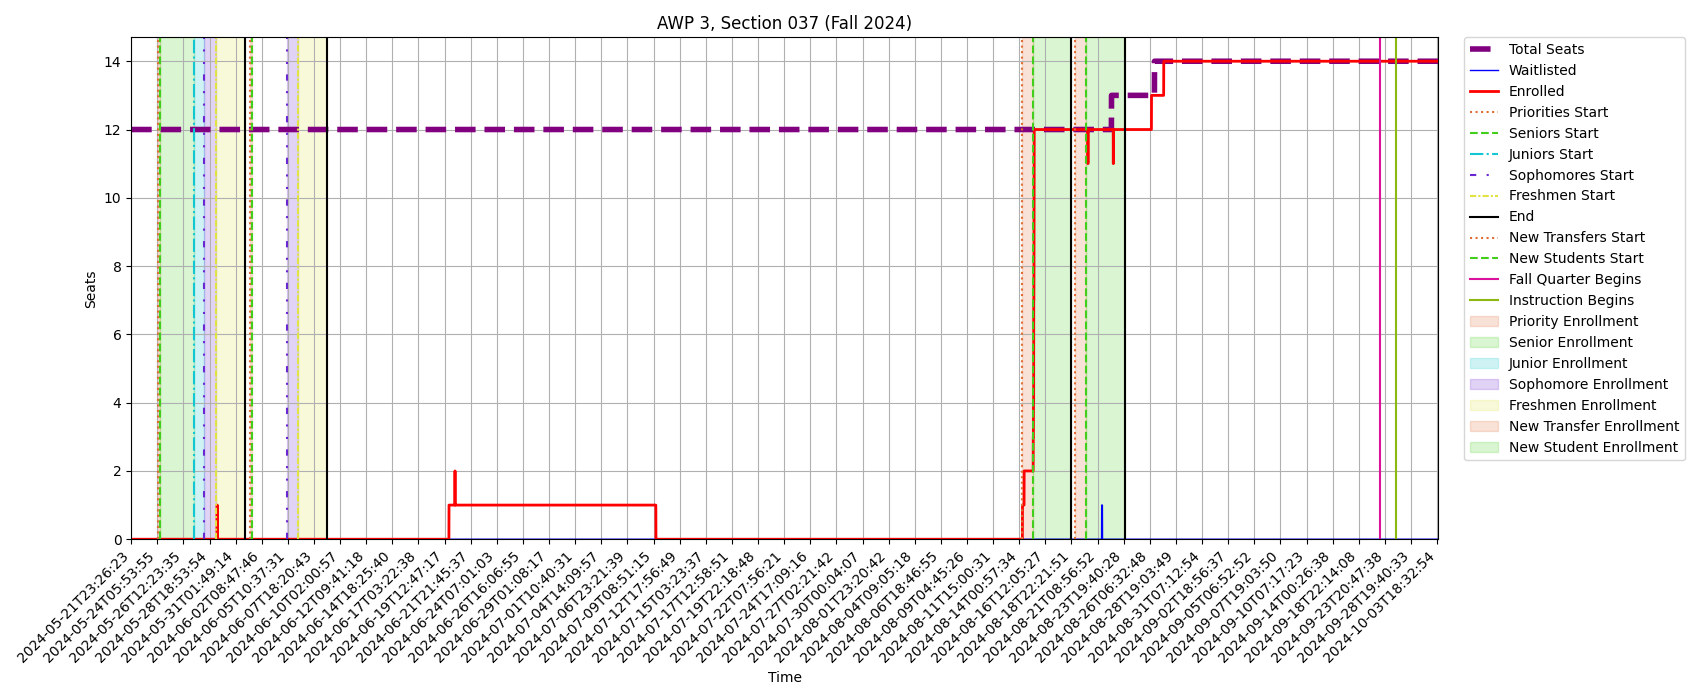 AWP 3, Section 037 (Fall 2024)
Seats
14
12
10
8
6
4
2
0
2024-05-21T23:26:23
2024-05-24T05:53:55
2024-05-26T12:23:35
2024-05-28T18:53:54
2024-05-31T01:49:14
2024-06-02T08:47:46
2024-06-05T10:37:31
2024-06-07T18:20:43
2024-06-10T02:00:57
2024-06-12T09:41:18
2024-06-14T18:25:40
2024-06-17T03:22:38
2024-06-19T12:47:17
2024-06-21T21:45:37
2024-06-24T07:01:03
2024-06-26T16:06:55
2024-06-29T01:08:17
2024-07-01T10:40:31
2024-07-04T14:09:57
2024-07-06T23:21:39
2024-07-09T08:51:15
2024-07-12T17:56:49
2024-07-15T03:23:37
2024-07-17T12:58:51
2024-07-19T22:18:48
2024-07-22T07:56:21
2024-07-24T17:09:16
2024-07-27T02:21:42
2024-07-30T00:04:07
2024-08-01T23:20:42
2024-08-04T09:05:18
2024-08-06T18:46:55
2024-08-09T04:45:26
2024-08-11T15:00:31
2024-08-14T00:57:34
2024-08-16T12:05:27
2024-08-18T22:21:51
2024-08-21T08:56:52
2024-08-23T19:40:28
2024-08-26T06:32:48
2024-08-28T19:03:49
2024-08-31T07:12:54
2024-09-02T18:56:37
2024-09-05T06:52:52
2024-09-07T19:03:50
2024-09-10T07:17:23
2024-09-14T00:26:38
2024-09-18T22:14:08
2024-09-23T20:47:38
2024-09-28T19:40:33
2024-10-03T18:32:54
Time
Total Seats
Waitlisted
Enrolled
Priorities Start
Seniors Start
Juniors Start
Sophomores Start
Freshmen Start
End
New Transfers Start
New Students Start
Fall Quarter Begins
Instruction Begins
Priority Enrollment
Senior Enrollment
Junior Enrollment
Sophomore Enrollment
Freshmen Enrollment
New Transfer Enrollment
New Student Enrollment